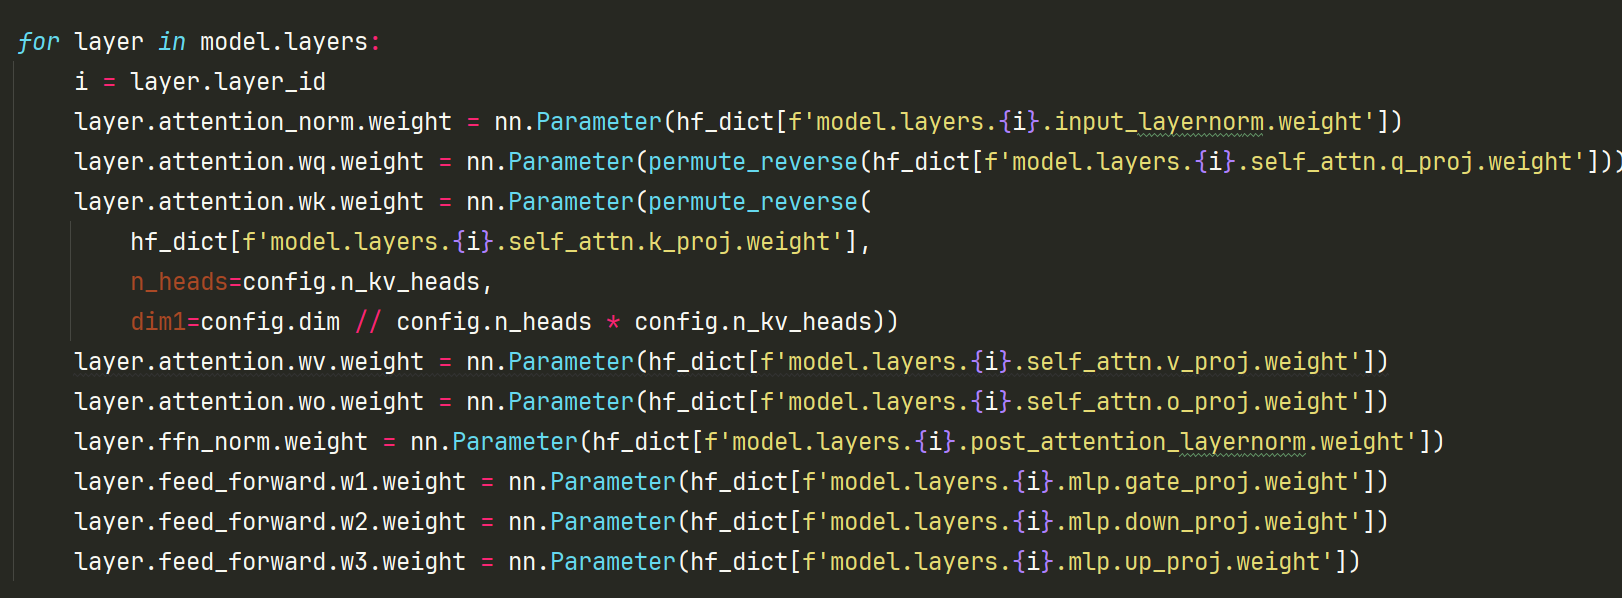 for layer in model.layers:
    i = layer.layer_id
    layer.attention_norm.weight = nn.Parameter(hf_dict[f'model.layers.{i}.input_layernorm.weight'])
    layer.attention.wq.weight = nn.Parameter(permute_reverse(hf_dict[f'model.layers.{i}.self_attn.q_proj.weight']))
    layer.attention.wk.weight = nn.Parameter(permute_reverse(
        hf_dict[f'model.layers.{i}.self_attn.k_proj.weight'],
        n_heads=config.n_kv_heads,
        dim1=config.dim // config.n_heads * config.n_kv_heads))
    layer.attention.wv.weight = nn.Parameter(hf_dict[f'model.layers.{i}.self_attn.v_proj.weight'])
    layer.attention.wo.weight = nn.Parameter(hf_dict[f'model.layers.{i}.self_attn.o_proj.weight'])
    layer.ffn_norm.weight = nn.Parameter(hf_dict[f'model.layers.{i}.post_attention_layernorm.weight'])
    layer.feed_forward.w1.weight = nn.Parameter(hf_dict[f'model.layers.{i}.mlp.gate_proj.weight'])
    layer.feed_forward.w2.weight = nn.Parameter(hf_dict[f'model.layers.{i}.mlp.down_proj.weight'])
    layer.feed_forward.w3.weight = nn.Parameter(hf_dict[f'model.layers.{i}.mlp.up_proj.weight'])